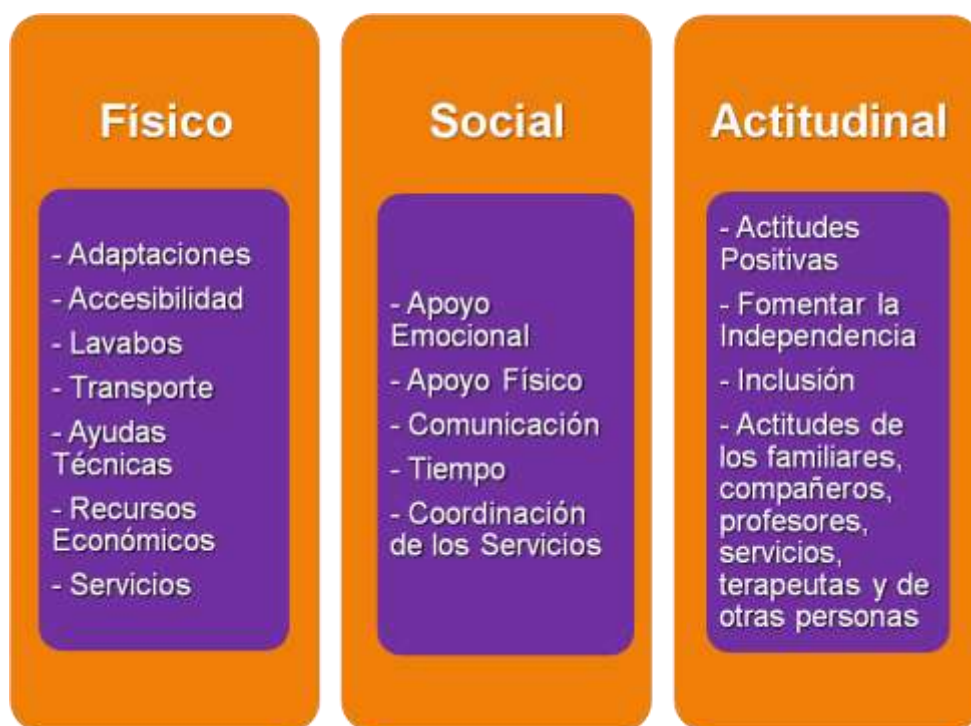 Físico
- Adaptaciones
- Accesibilidad
- Lavabos
- Transporte
- Ayudas
Técnicas
- Recursos
Económicos
- Servicios
Social
- Apoyo
Emocional
- Apoyo Físico
- Comunicación
- Tiempo
- Coordinación
de los Servicios
Actitudinal
- Actitudes
Positivas
- Fomentar la
Independencia
- Inclusión
- Actitudes de
los familiares,
compañeros,
profesores,
servicios,
terapeutas y de
otras personas